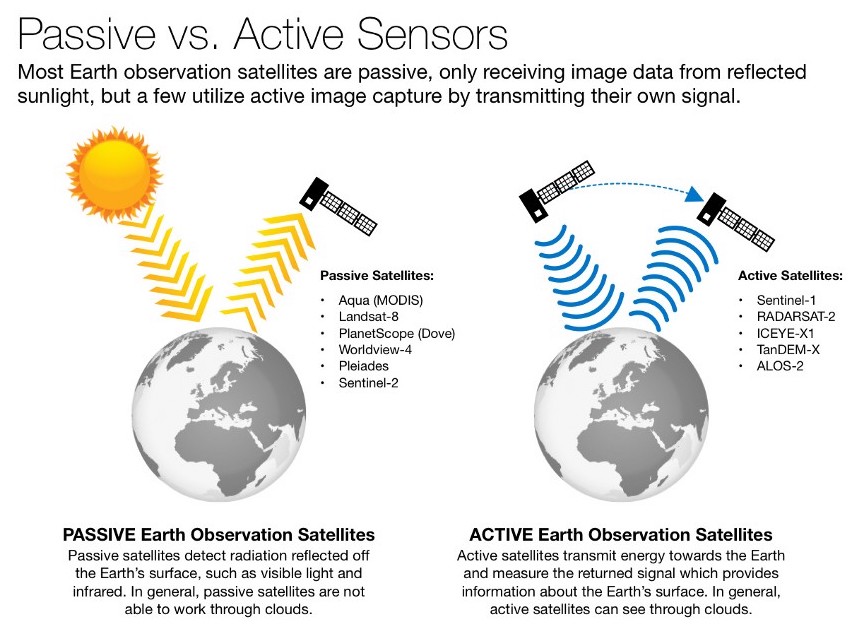 Passive vs. Active Sensors
Most Earth observation satellites are passive, only receiving image data from reflected
sunlight, but a few utilize active image capture by transmitting their own signal.
Passive Satellites:
• Aqua (MODIS)
• Landsat-8
• PlanetScope (Dove)
• Worldview-4
• Pleiades
• Sentinel-2
Active Satellites:
• Sentinel-1
• RADARSAT-2
• ICEYE-X1
• TanDEM-X
• ALOS-2
PASSIVE Earth Observation Satellites
Passive satellites detect radiation reflected off
the Earth's surface, such as visible light and
infrared. In general, passive satellites are not
able to work through clouds.
ACTIVE Earth Observation Satellites
Active satellites transmit energy towards the Earth
and measure the returned signal which provides
information about the Earth's surface. In general,
active satellites can see through clouds.